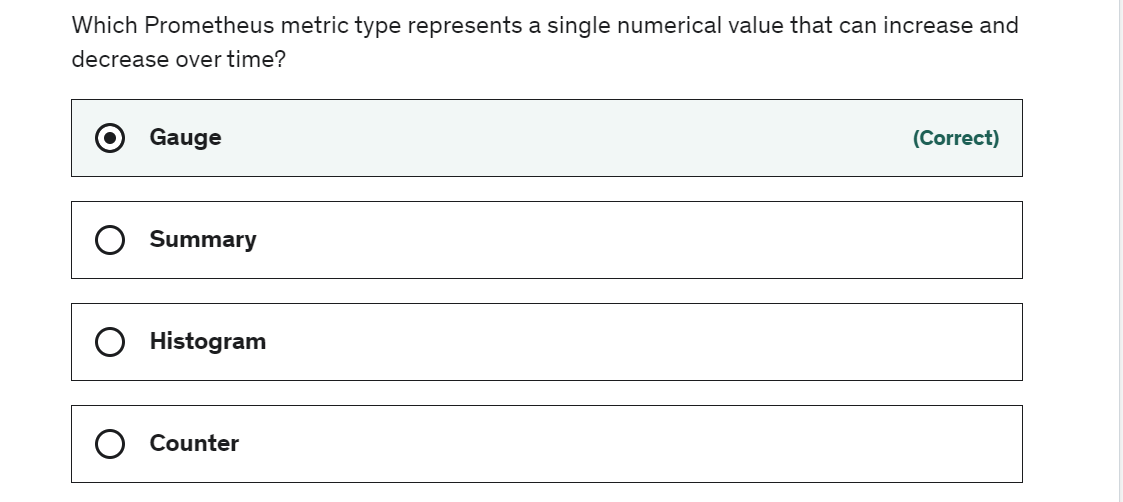 Which Prometheus metric type represents a single numerical value that can increase and
decrease over time?
Gauge (Correct)
Summary
Histogram
Counter